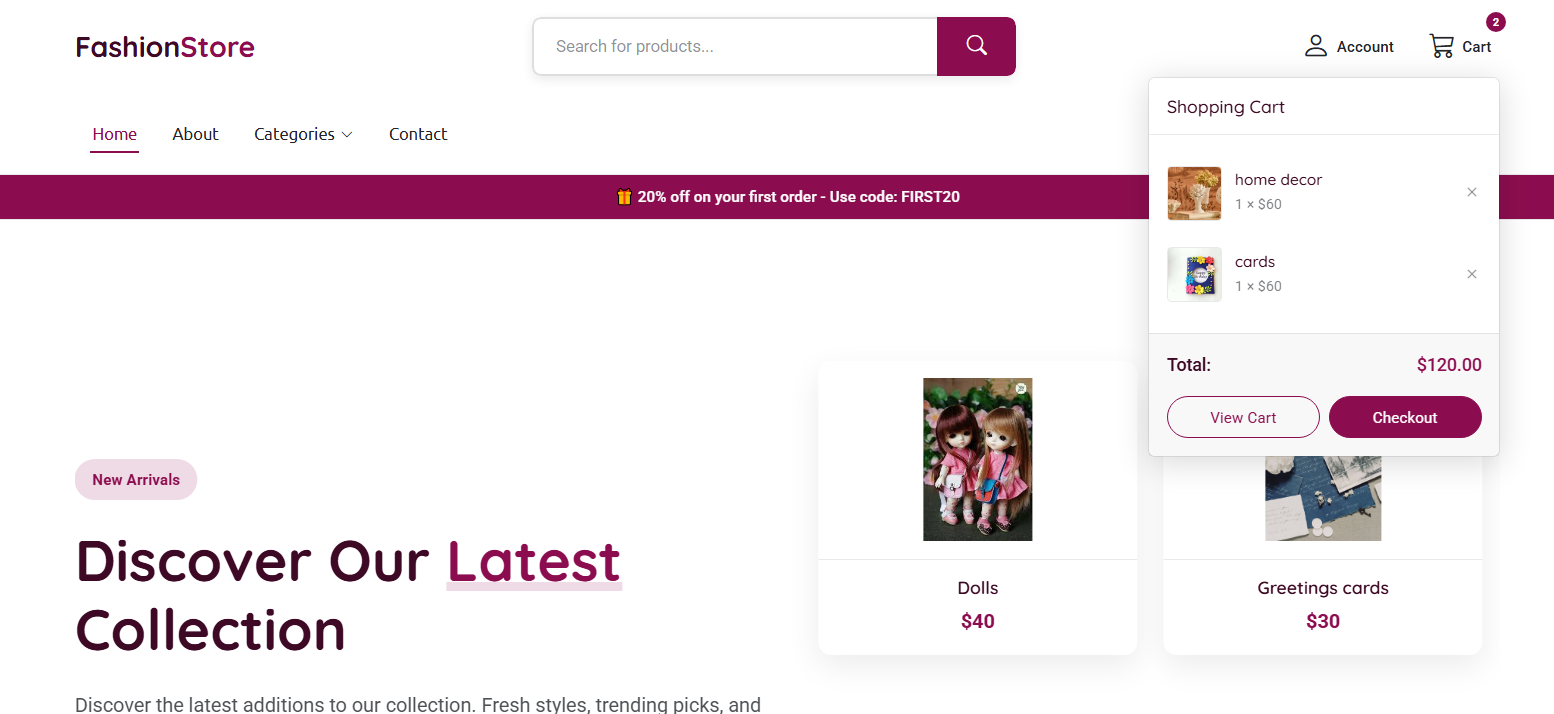 FashionStore
Search for products...
Account
2
Cart
Home
About
Categories
Contact
🎁 20% off on your first order - Use code: FIRST20
Shopping Cart
home decor
1 × $60
×
cards
1 × $60
×
Total:
$120.00
View Cart
Checkout
New Arrivals
Discover Our Latest
Collection
Discover the latest additions to our collection. Fresh styles, trending picks, and
Dolls
$40
Greetings cards
$30